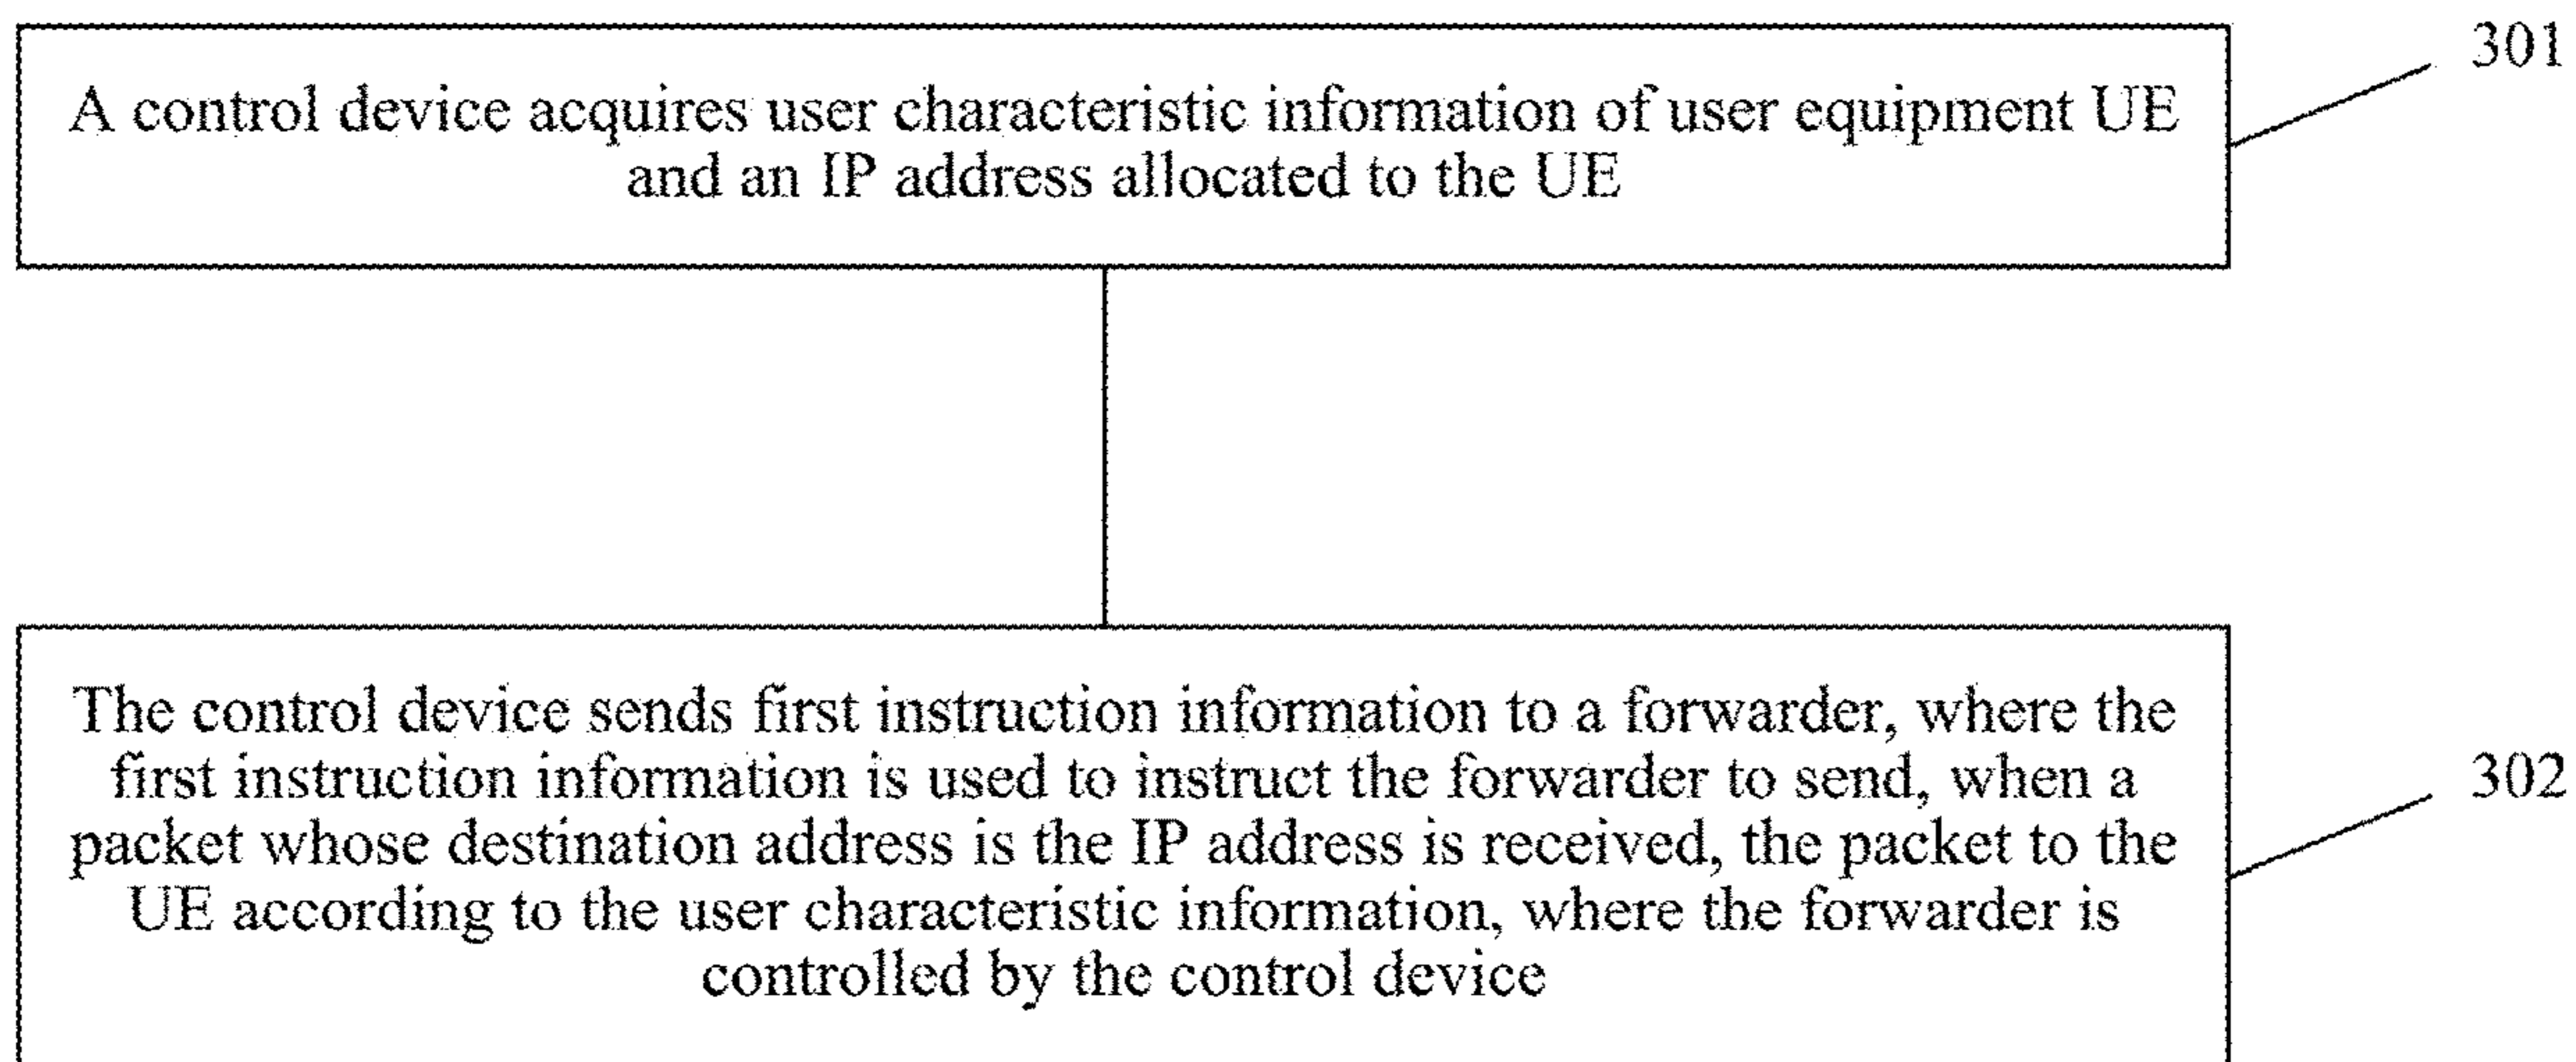 301
A control device acquires user characteristic information of user equipment UE
and an IP address allocated to the UE
The control device sends first instruction information to a forwarder, where the
first instruction information is used to instruct the forwarder to send, when a
302
packet whose destination address is the IP address is received, the packet to the
UE according to the user characteristic information, where the forwarder is
controlled by the control device